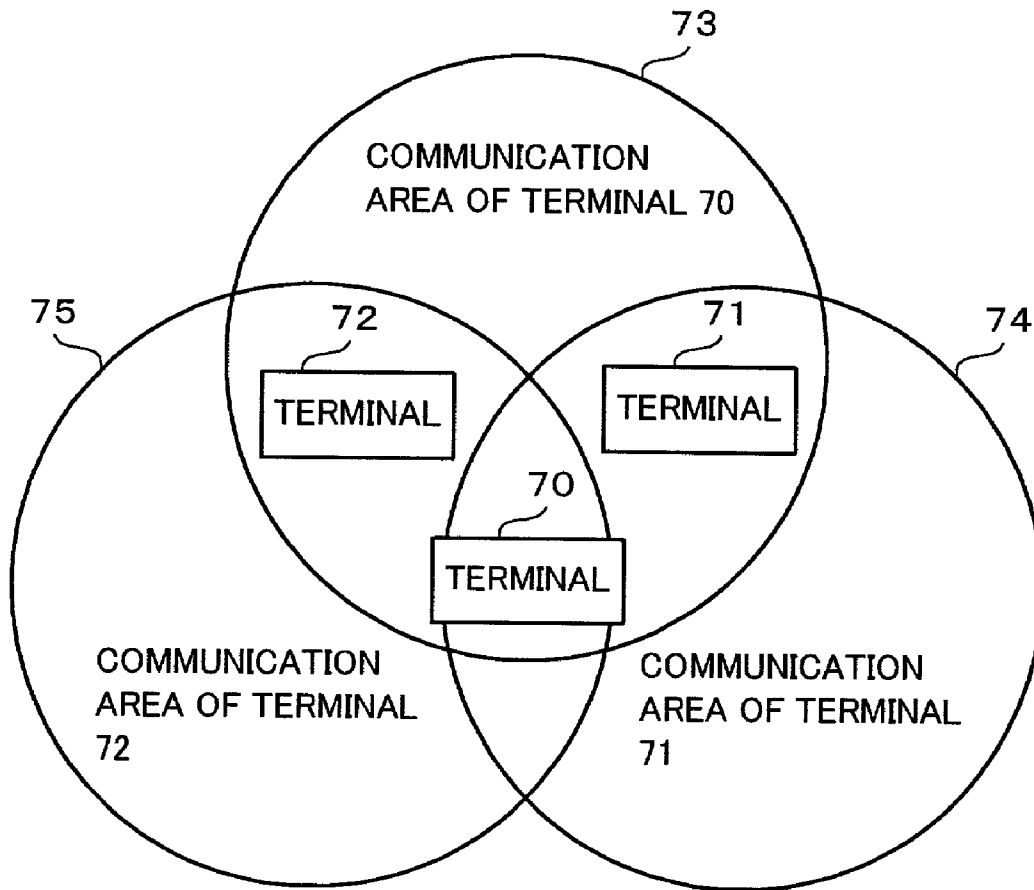 73
COMMUNICATION
AREA OF TERMINAL 70
75
72
71
74
TERMINAL
TERMINAL
70
TERMINAL
COMMUNICATION
AREA OF TERMINAL
72
COMMUNICATION
AREA OF TERMINAL
71